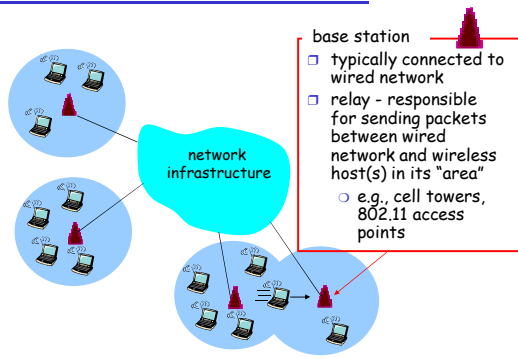 base station
❒ typically connected to
wired network
❒ relay - responsible
for sending packets
between wired
network and wireless
host(s) in its “area”
❍ e.g., cell towers,
802.11 access
points
network
infrastructure